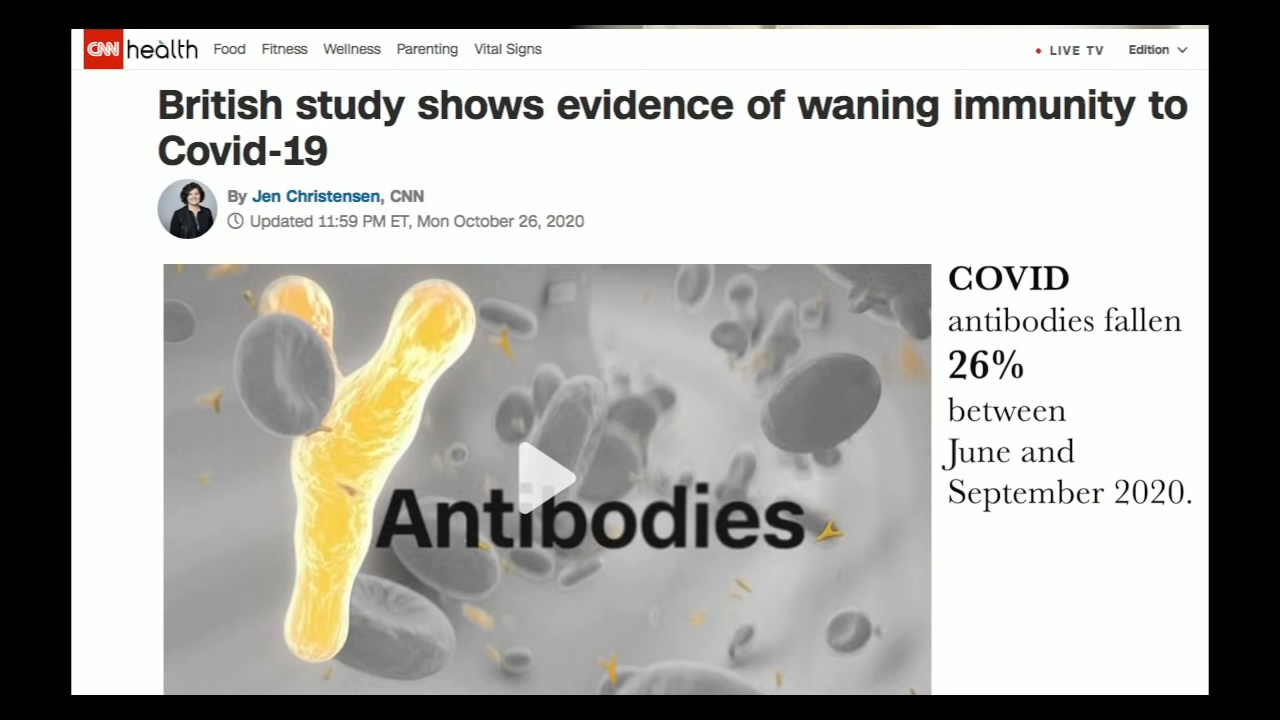 CNN health Food Fitness Wellness Parenting Vital Signs LIVE TV Edition
British study shows evidence of waning immunity to
Covid-19
By Jen Christensen, CNN
Updated 11:59 PM ET, Mon October 26, 2020
Antibodies
COVID
antibodies fallen
26%
between
June and
September 2020.